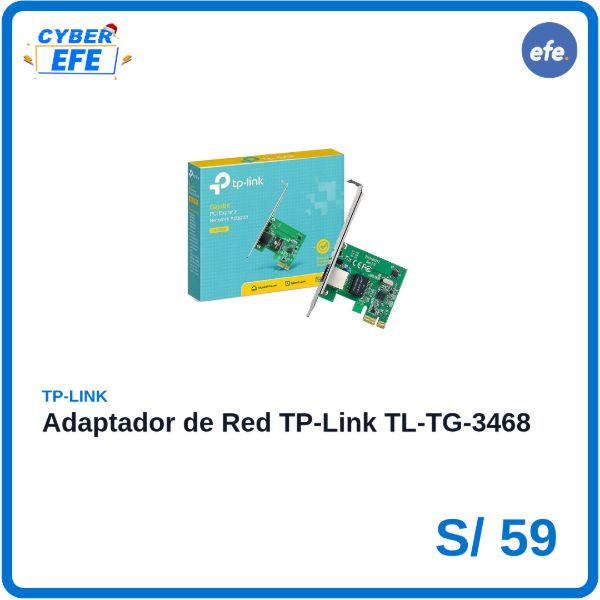 CYBER
EFE
efe.
tp-link
Gigabit
PCI Express
Network Adapter
TP-LINK
Adaptador de Red TP-Link TL-TG-3468
S/ 59